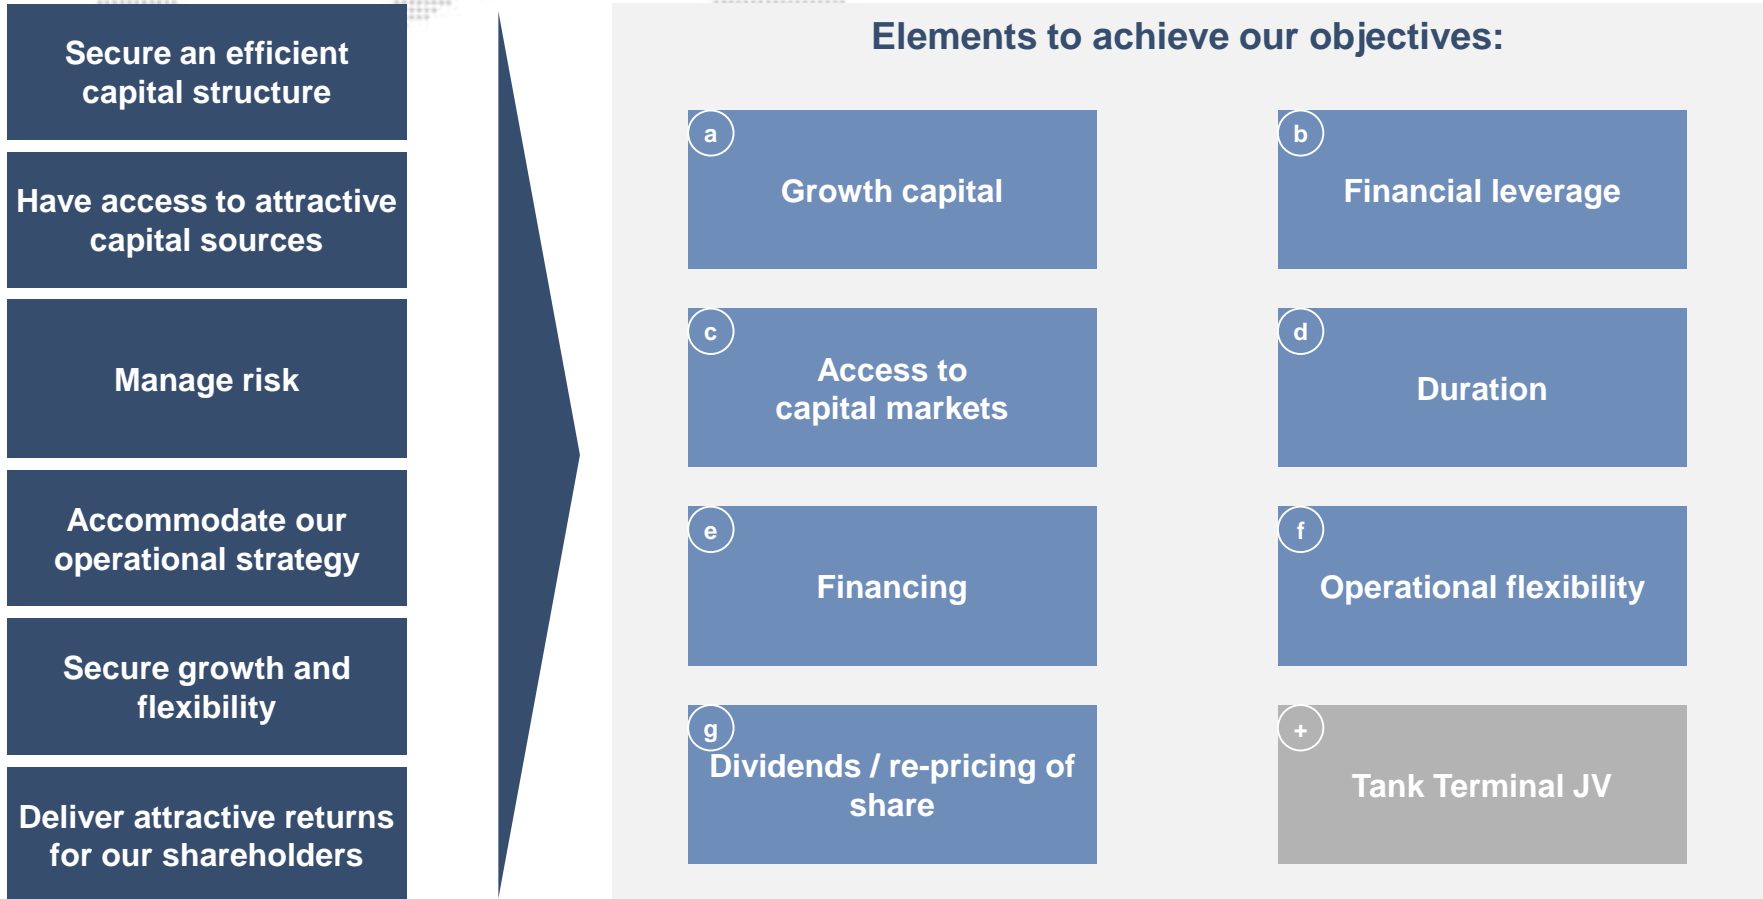 Secure an efficient
capital structure
Have access to attractive
capital sources
Manage risk
Accommodate our
operational strategy
Secure growth and
flexibility
Deliver attractive returns
for our shareholders
Elements to achieve our objectives:
a
Growth capital
b
Financial leverage
c
Access to
capital markets
d
Duration
e
Financing
f
Operational flexibility
g
Dividends / re-pricing of
share
+
Tank Terminal JV